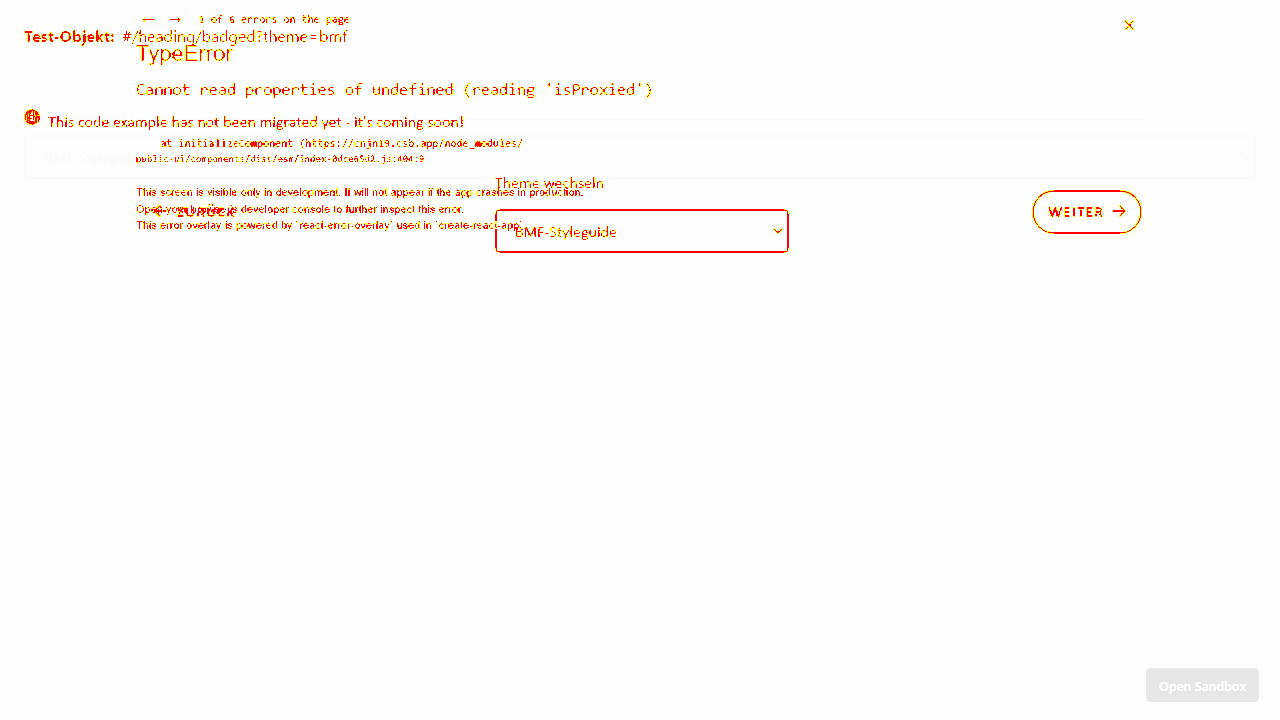 ← → 1 of 6 errors on the page
Test-Objekt: #/heading/badged?theme=bmf
TypeError
Cannot read properties of undefined (reading 'isProxied')
This code example has not been migrated yet - it's coming soon!
at initializeComponent (https://cnjn19.csb.app/node_modules/
public-ui/components/dist/esm/index-0dce65d2.js:404:9
Theme wechseln
This screen is visible only in development. It will not appear if the app crashes in production.
Open your browser's developer console to further inspect this error.
← ZURÜCK
WEITER →
This error overlay is powered by `react-error-overlay` used in `create-react-app`.
BMF-Styleguide
Open Sandbox